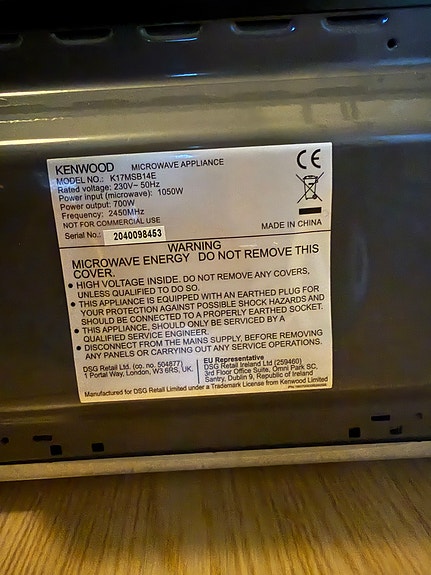 KENWOOD MICROWAVE APPLIANCE
MODEL NO.: K17MSB14E
Rated voltage: 230V~ 50Hz
Power input (microwave): 1050W
Power output: 700W
Frequency: 2450MHz
NOT FOR COMMERCIAL USE
CE
MADE IN CHINA
Serial No.: 2040098453
WARNING
MICROWAVE ENERGY DO NOT REMOVE THIS
COVER.
• HIGH VOLTAGE INSIDE. DO NOT REMOVE ANY COVERS,
UNLESS QUALIFIED TO DO SO.
• THIS APPLIANCE IS EQUIPPED WITH AN EARTHED PLUG FOR
YOUR PROTECTION AGAINST POSSIBLE SHOCK HAZARDS AND
SHOULD BE CONNECTED TO A PROPERLY EARTHED SOCKET.
• THIS APPLIANCE, SHOULD ONLY BE SERVICED BY A
QUALIFIED SERVICE ENGINEER.
• DISCONNECT FROM THE MAINS SUPPLY, BEFORE REMOVING
ANY PANELS OR CARRYING OUT ANY SERVICE OPERATIONS.
DSG Retail Ltd. (co. no. 504877)
1 Portal Way, London, W3 6RS, UK.
EU Representative
DSG Retail Ireland Ltd (259460)
3rd Floor Office Suite, Omni Park SC,
Santry, Dublin 9, Republic of Ireland
Manufactured for DSG Retail Limited under a Trademark License from Kenwood Limited